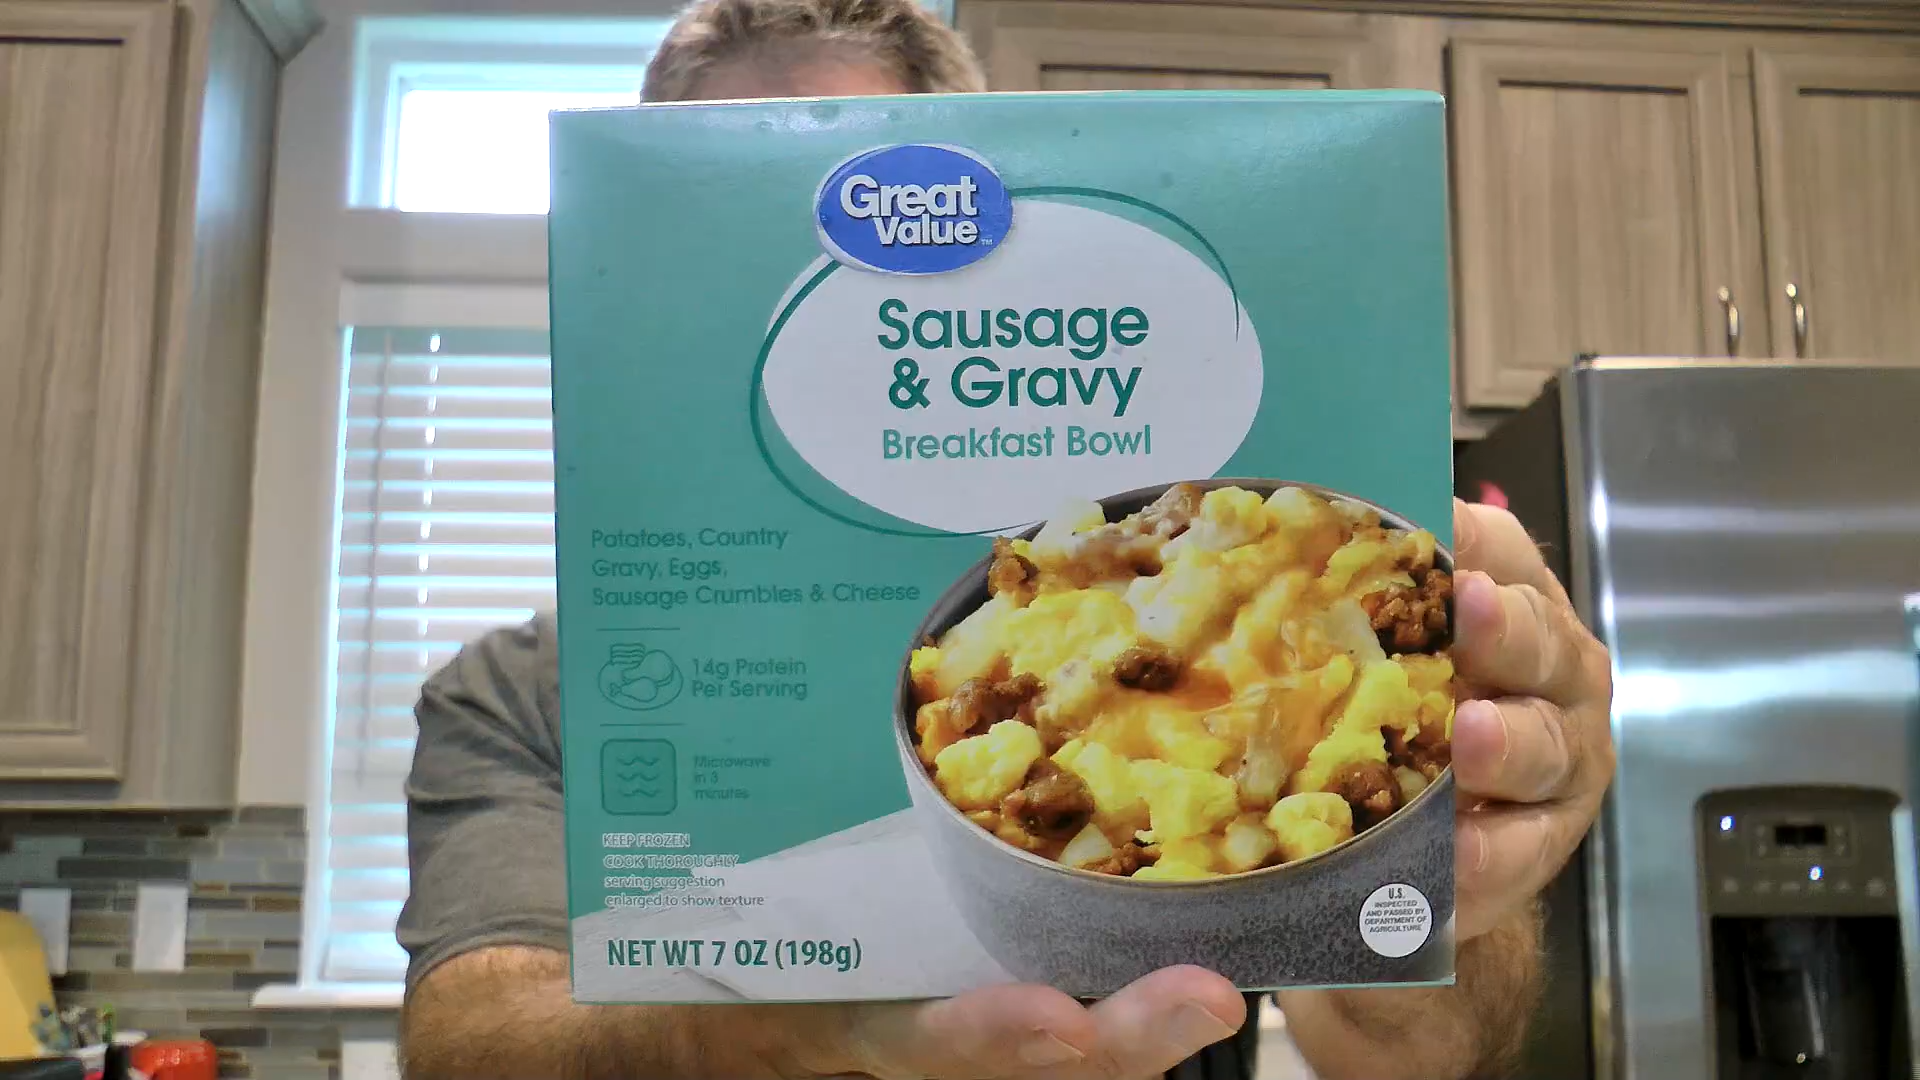 Great
Value™
Sausage
& Gravy
Breakfast Bowl
Potatoes, Country
Gravy, Eggs,
Sausage Crumbles & Cheese
14g Protein
Per Serving
Microwave
in 3
minutes
KEEP FROZEN
COOK THOROUGHLY
serving suggestion
enlarged to show texture
NET WT 7 OZ (198g)
U.S.
INSPECTED
AND PASSED BY
DEPARTMENT OF
AGRICULTURE